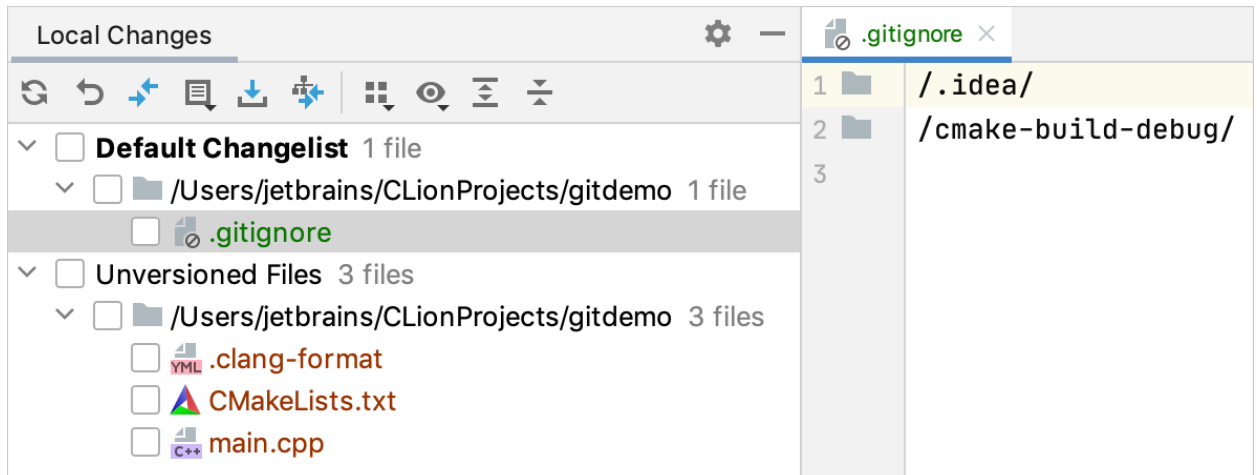 Local Changes
Default Changelist 1 file
/Users/jetbrains/CLionProjects/gitdemo 1 file
.gitignore
Unversioned Files 3 files
/Users/jetbrains/CLionProjects/gitdemo 3 files
YML .clang-format
CMakeLists.txt
C++ main.cpp
.gitignore
1 /.idea/
2 /cmake-build-debug/
3